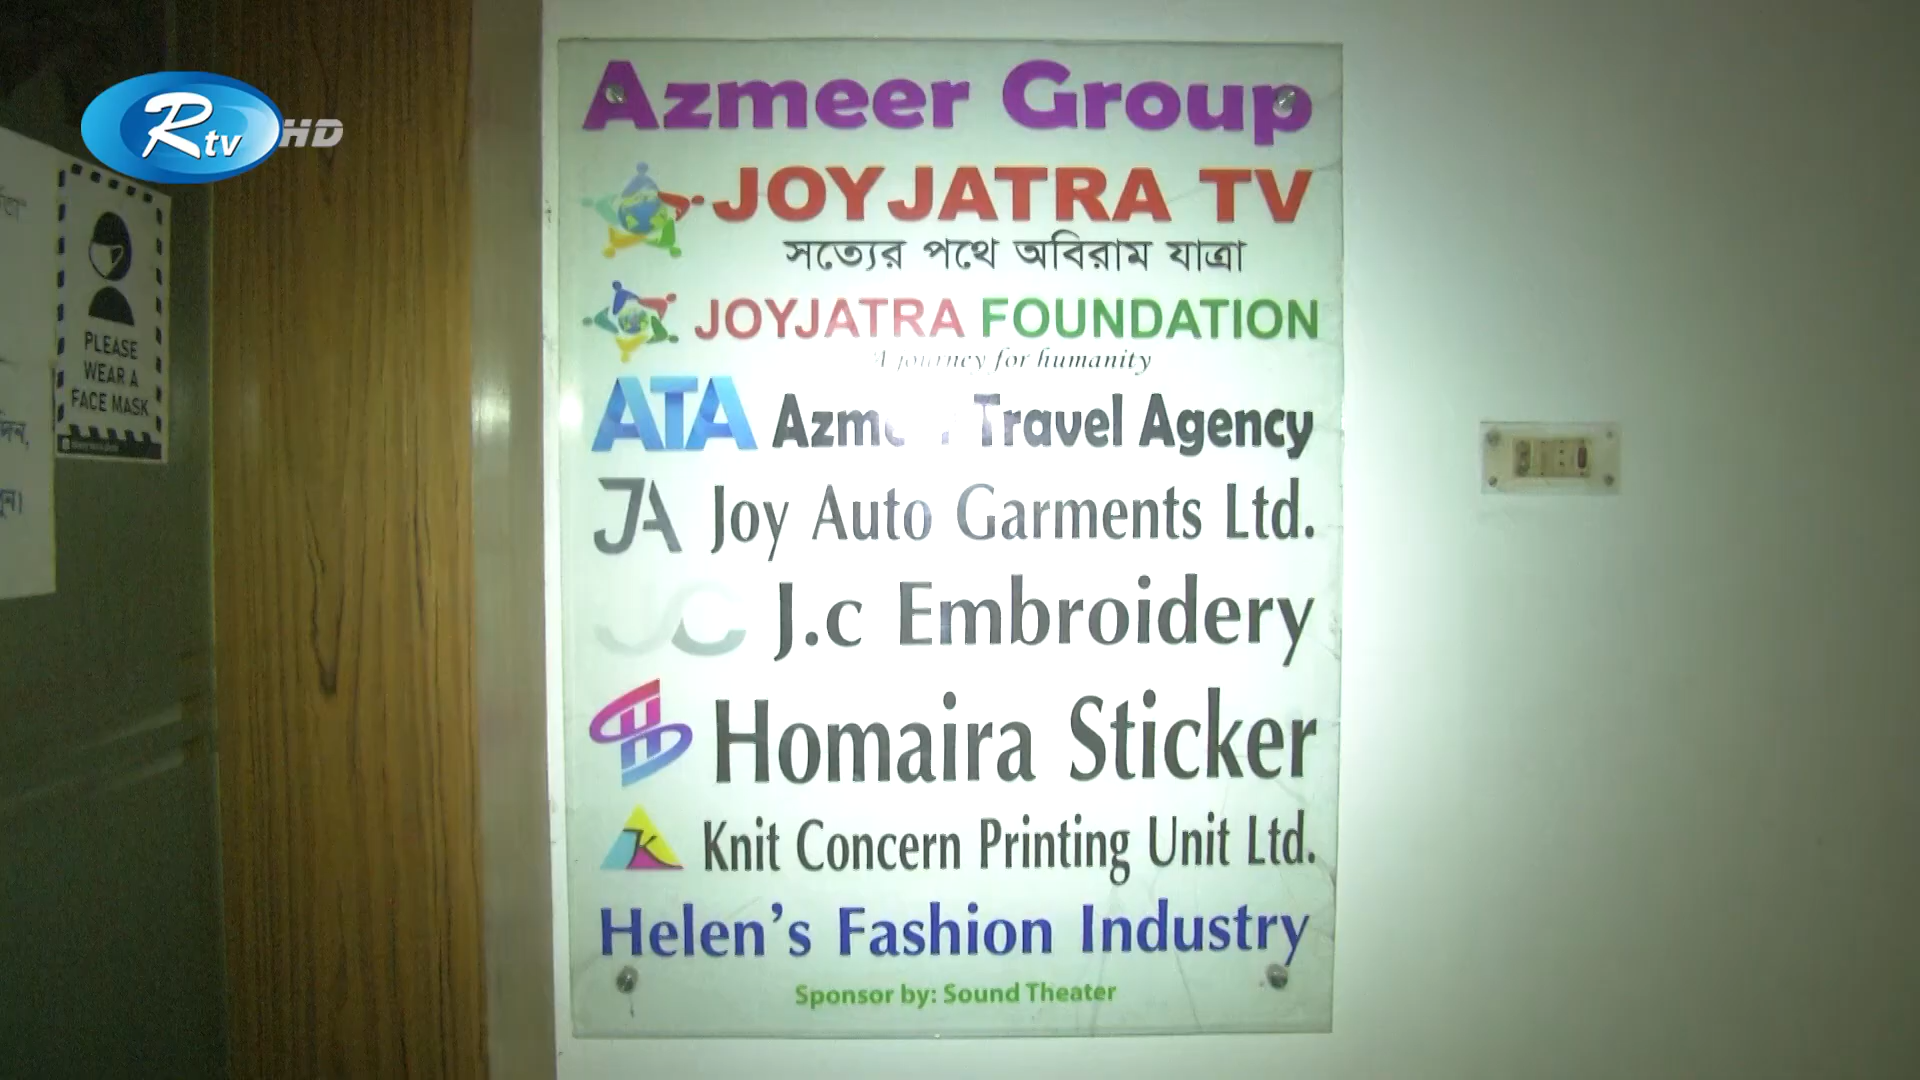 Rtv HD
PLEASE
WEAR A
FACE MASK
Azmeer Group
JOYJATRA TV
সত্যের পথে অবিরাম যাত্রা
JOYJATRA FOUNDATION
A journey for humanity
ATA Azmeer Travel Agency
JA Joy Auto Garments Ltd.
JC J.c Embroidery
H Homaira Sticker
K Knit Concern Printing Unit Ltd.
Helen's Fashion Industry
Sponsor by: Sound Theater